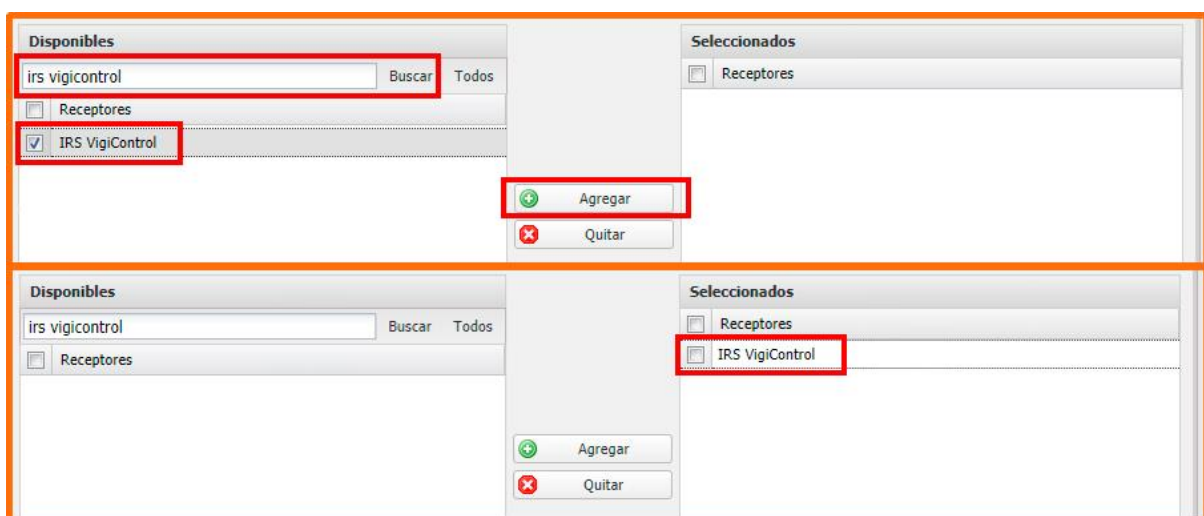 Disponibles
Seleccionados
irs vigicontrol Buscar Todos
Receptores
Receptores
IRS VigiControl
Agregar
Quitar
Disponibles
Seleccionados
irs vigicontrol Buscar Todos
Receptores
Receptores
IRS VigiControl
Agregar
Quitar